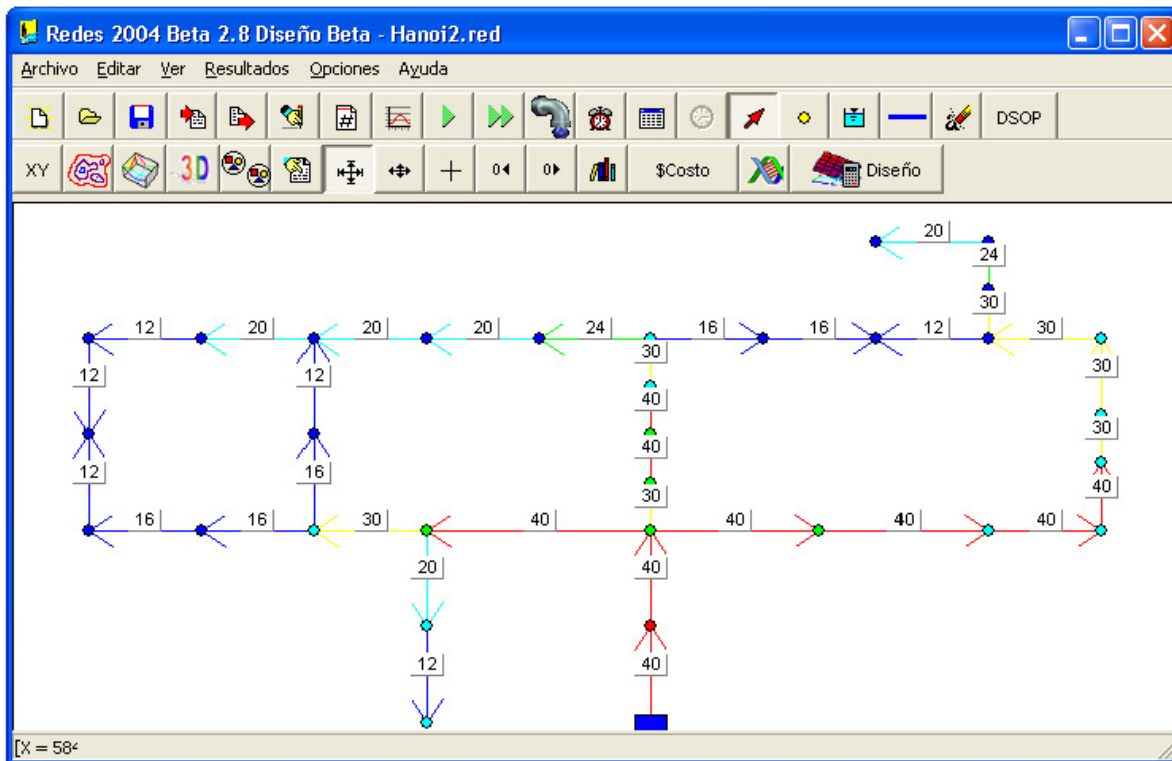 Redes 2004 Beta 2.8 Diseño Beta - Hanoi2.red
Archivo Editar Ver Resultados Opciones Ayuda
DSOP
XY 3D 0 0 $Costo Diseño
20
24
30
12 20 20 20 24 16 16 12 30
30
30
12 12 40 30
40
12 16 30 40
16 16 30 40 40 40 40
20 40
12 40
[X = 584